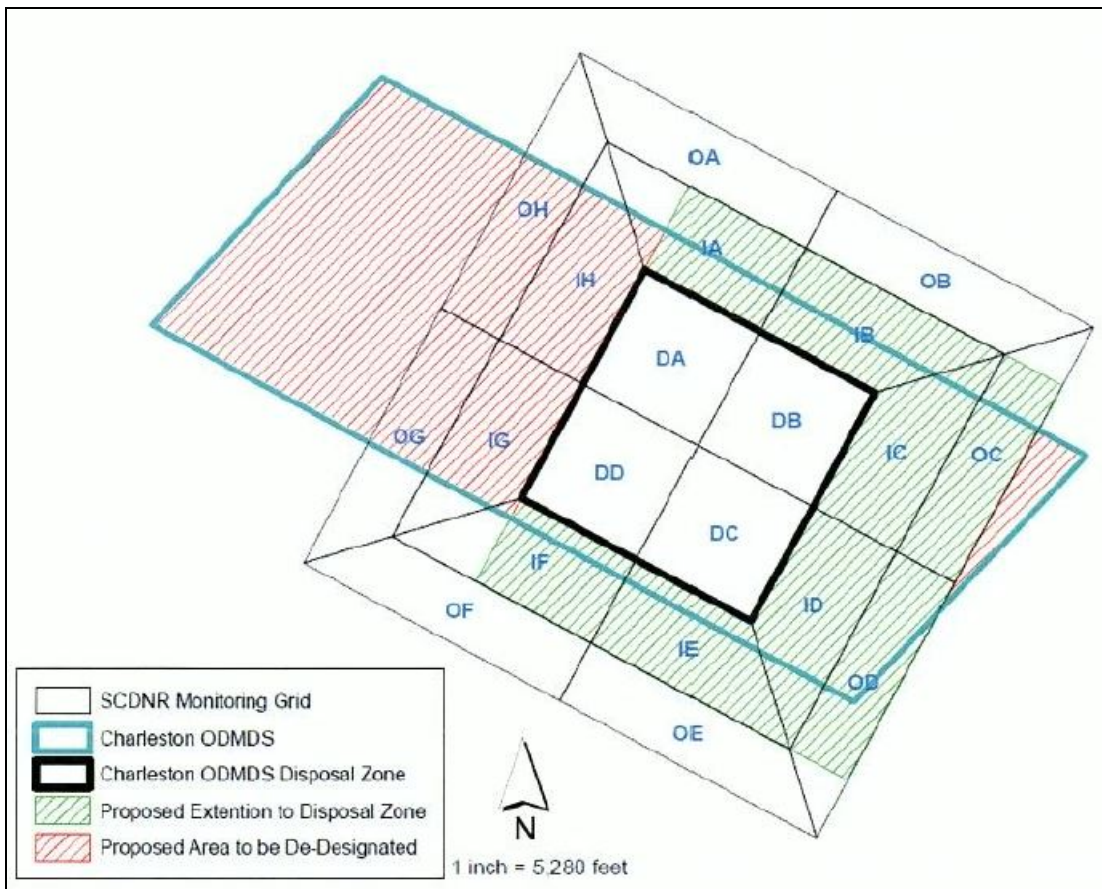 OA
OH
IA
IH
OB
IB
DA
DB
OG
IG
IC
OC
DD
DC
IF
ID
OF
IE
OD
OE
SCDNR Monitoring Grid
Charleston ODMDS
Charleston ODMDS Disposal Zone
Proposed Extention to Disposal Zone
Proposed Area to be De-Designated
N
1 inch = 5,280 feet